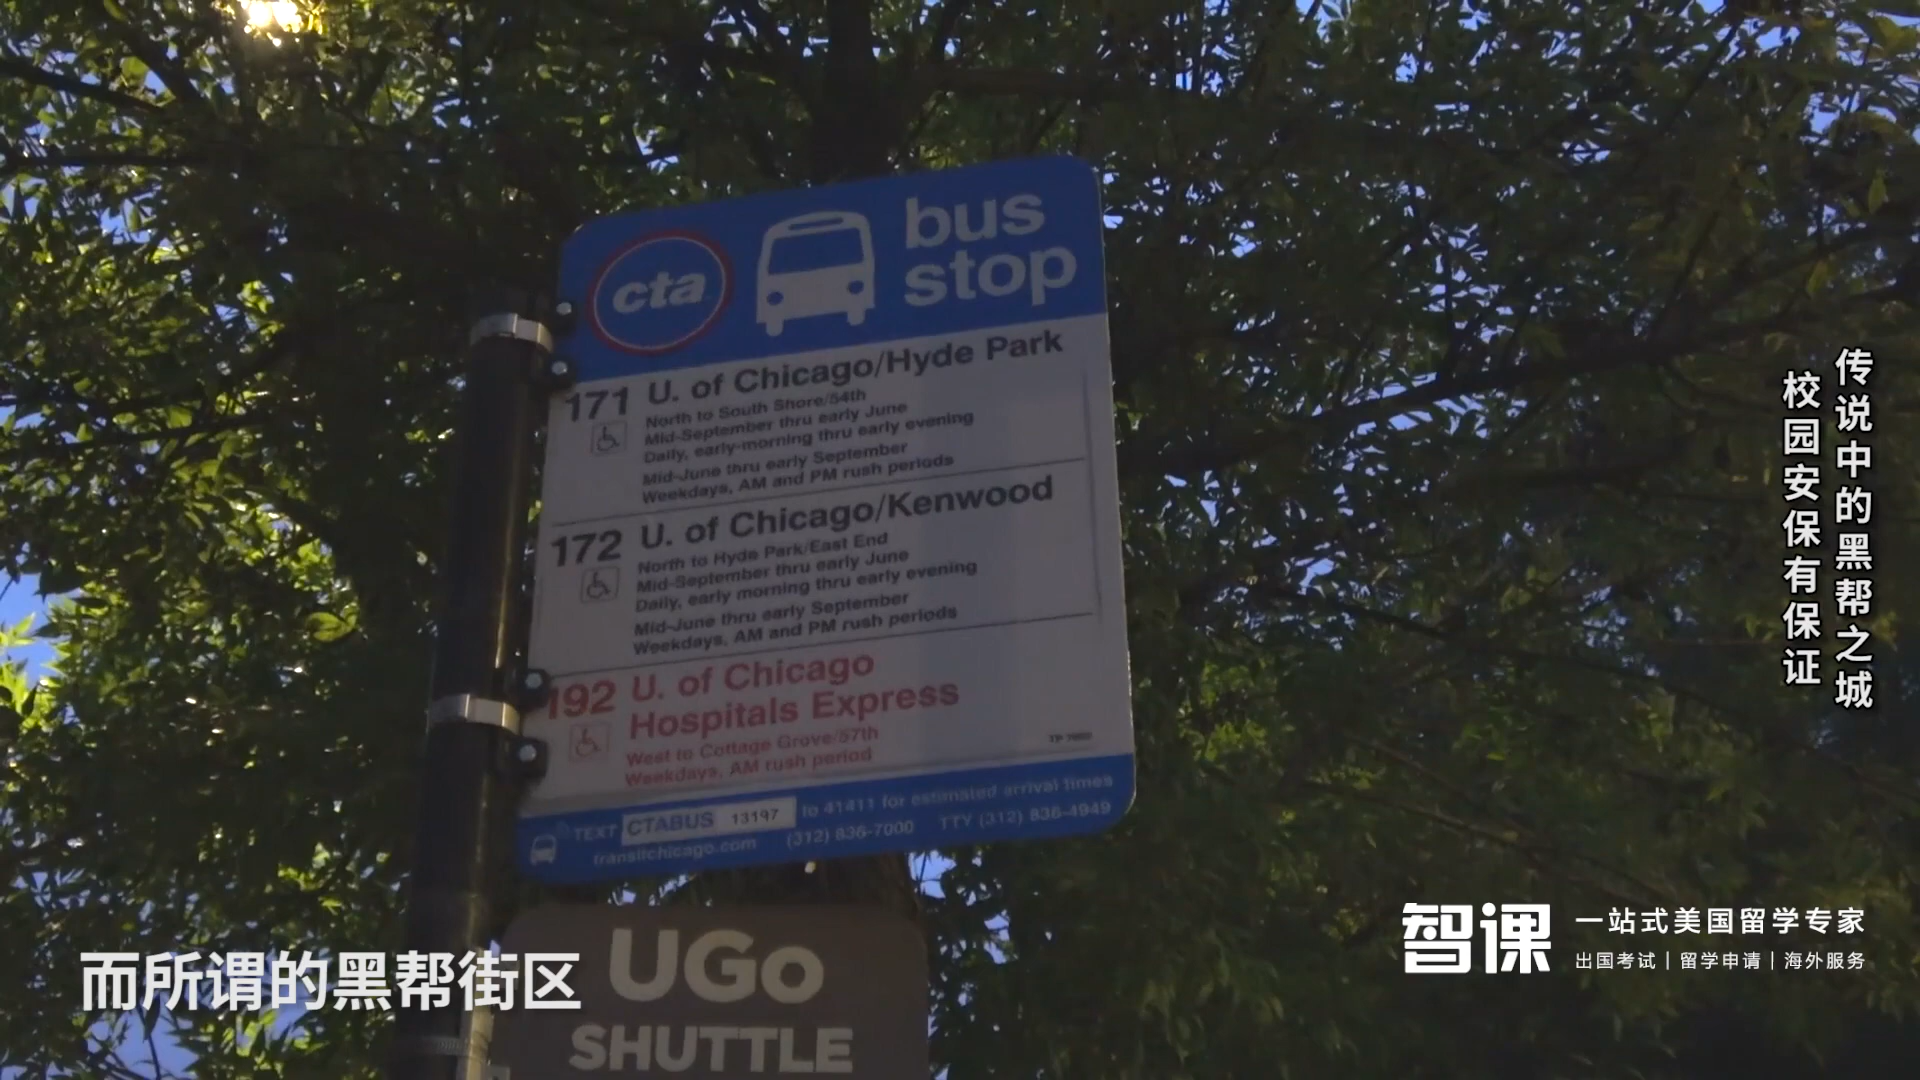 cta
bus
stop
171 U. of Chicago/Hyde Park
North to South Shore/54th
Mid-September thru early June
Daily, early-morning thru early evening
Mid-June thru early September
Weekdays, AM and PM rush periods
172 U. of Chicago/Kenwood
North to Hyde Park/East End
Mid-September thru early June
Daily, early morning thru early evening
Mid-June thru early September
Weekdays, AM and PM rush periods
192 U. of Chicago
Hospitals Express
West to Cottage Grove/57th
Weekdays, AM rush period
TEXT CTABUS 13197 to 41411 for estimated arrival times
transitchicago.com (312) 836-7000 TTY (312) 836-4949
UGo
SHUTTLE
传说中的黑帮之城
校园安保有保证
而所谓的黑帮街区
智课
一站式美国留学专家
出国考试 | 留学申请 | 海外服务